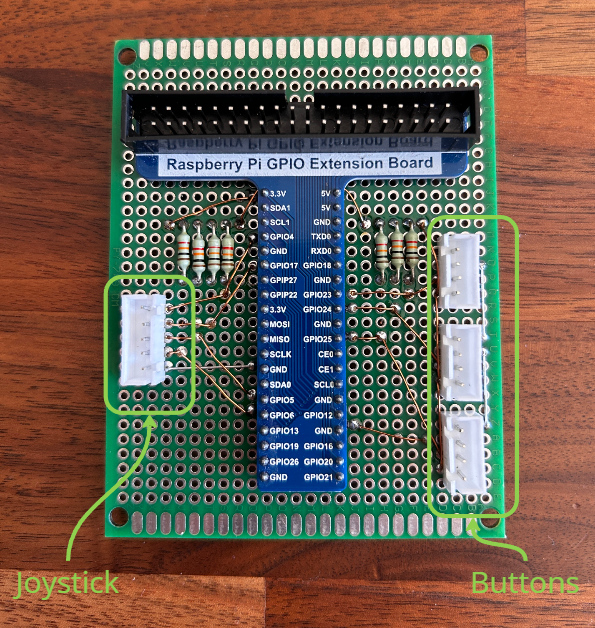 Raspberry Pi GPIO Extension Board
3.3V 5V
SDA1 5V
SCL1 GND
GPIO4 TXD0
GND RXD0
GPIO17 GPIO18
GPIP27 GND
GPIP22 GPIO23
3.3V GPIO24
MOSI GND
MISO GPIO25
SCLK CE0
GND CE1
SDA0 SCL0
GPIO5 GND
GPIO6 GPIO12
GPIO13 GND
GPIO19 GPIO16
GPIO26 GPIO20
GND GPIO21
Joystick
Buttons